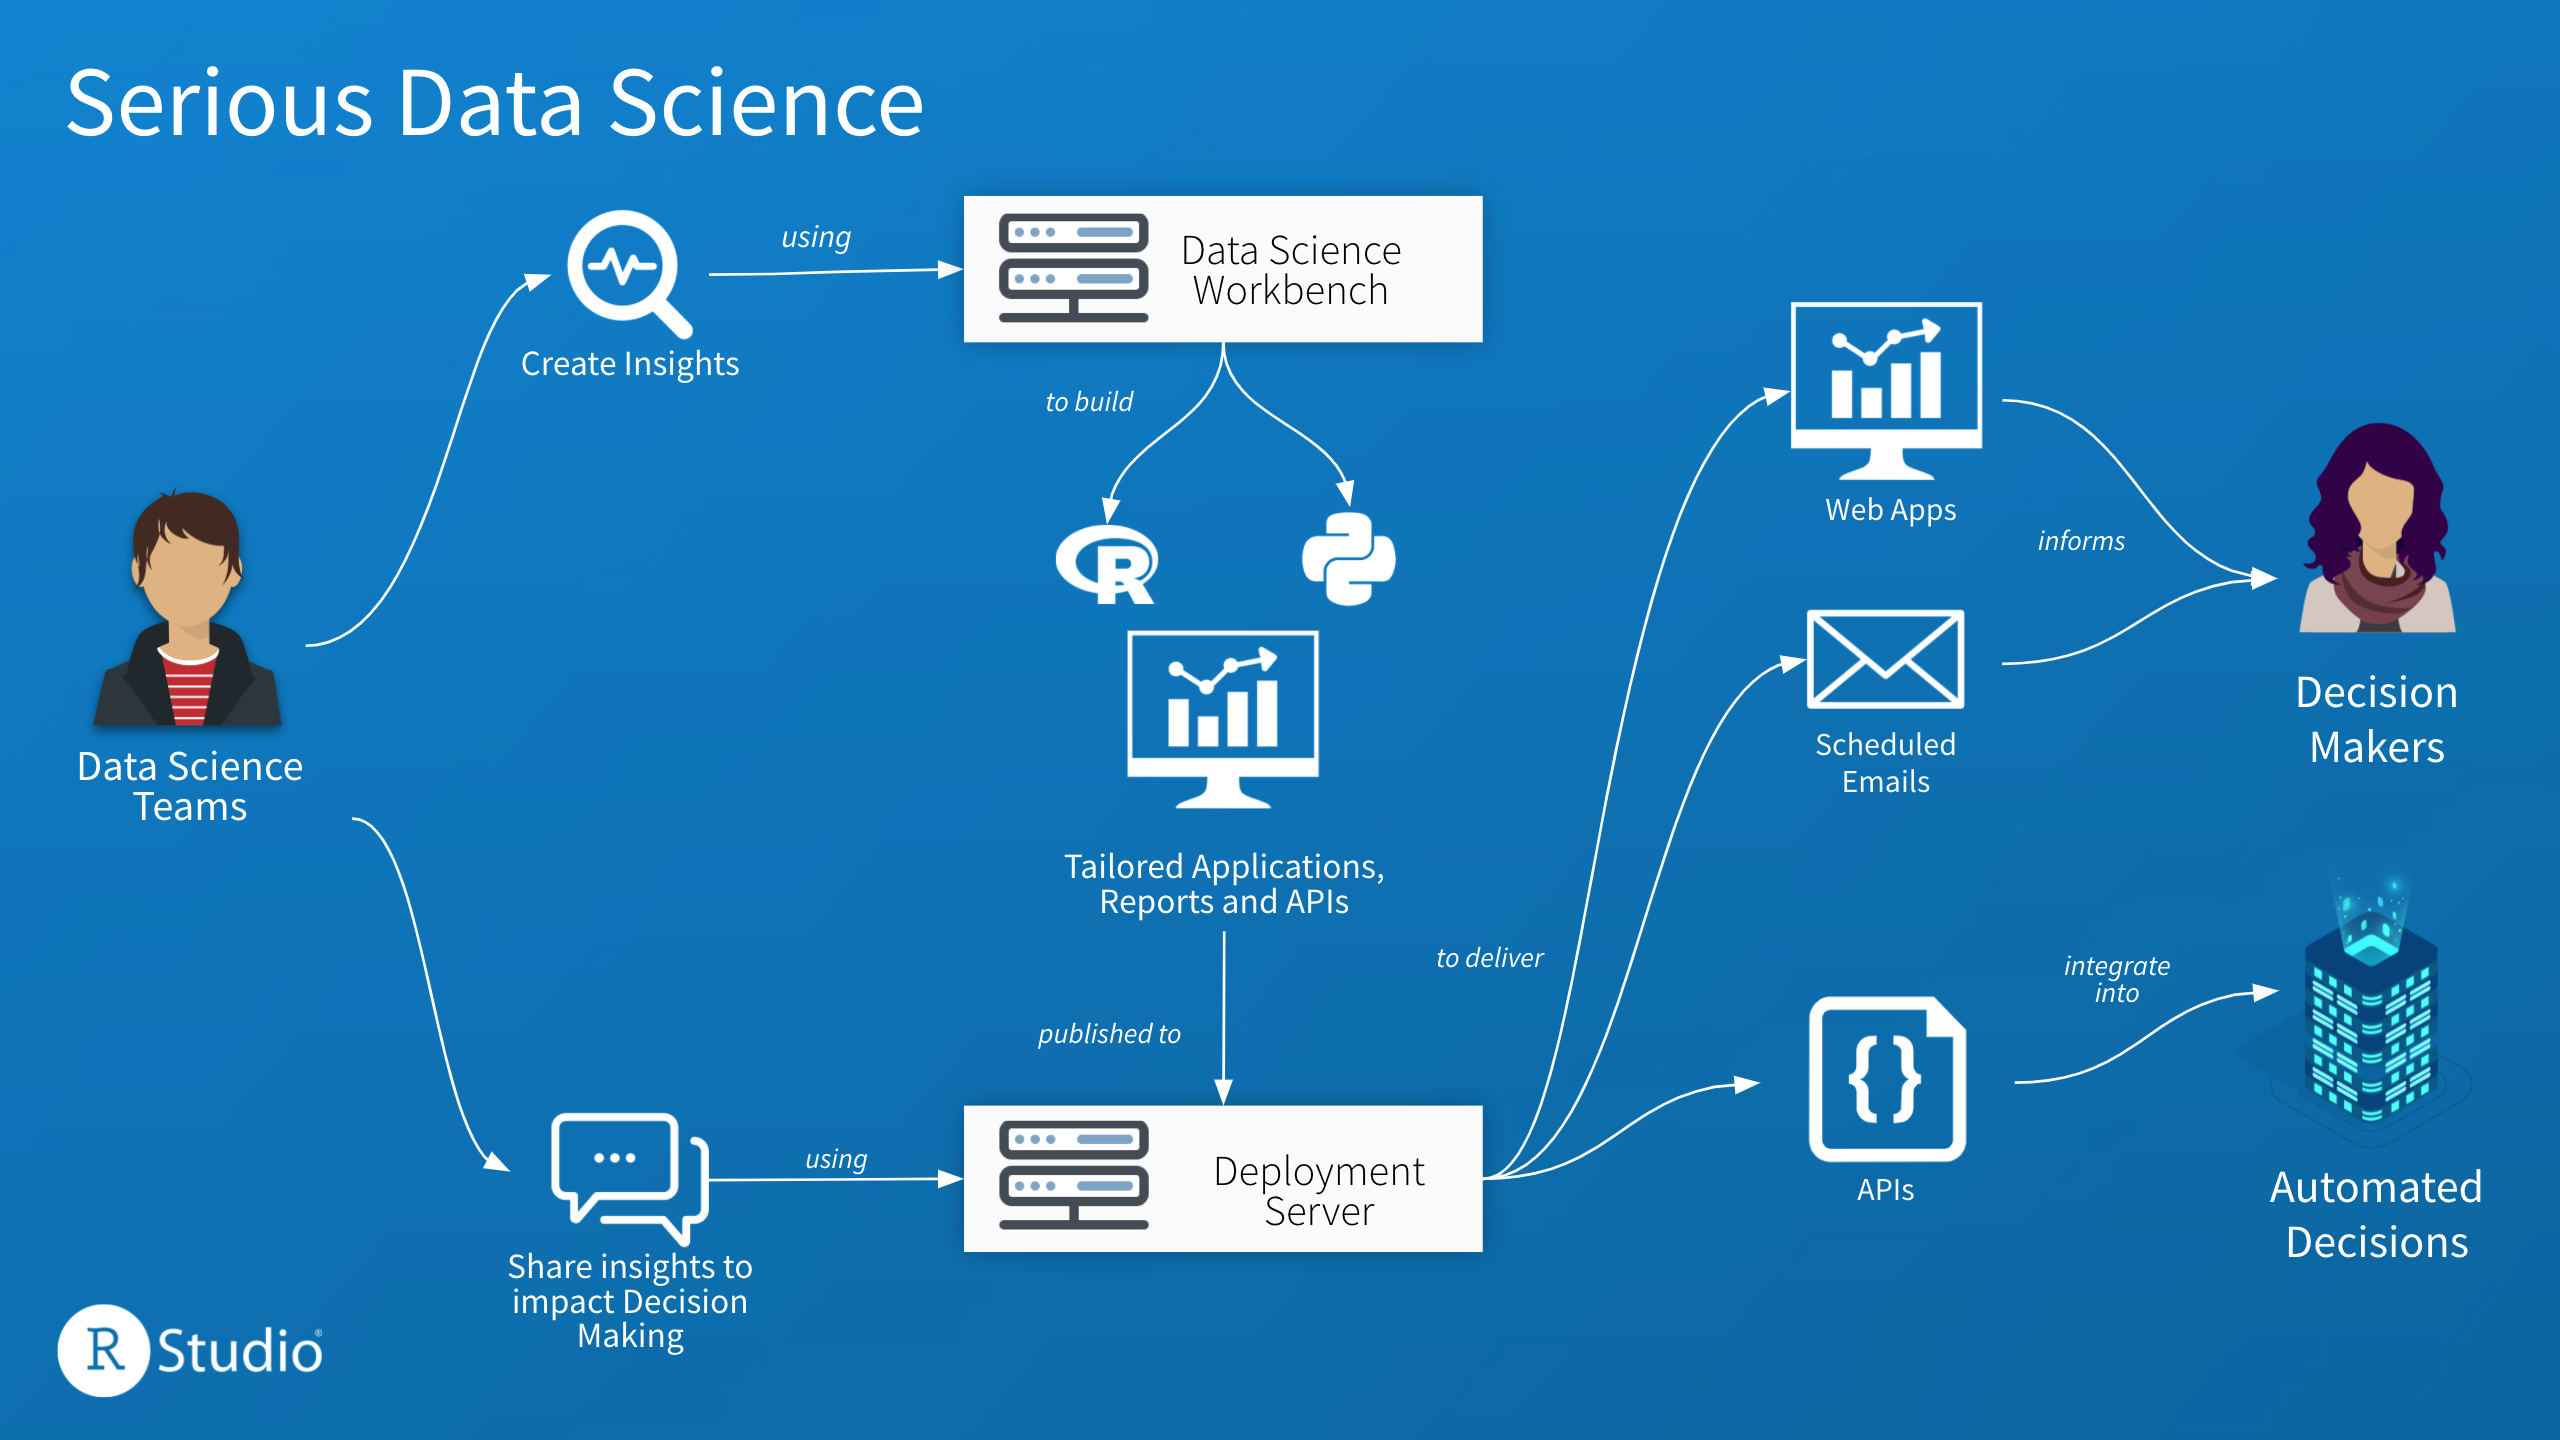 Serious Data Science
using
Data Science
Workbench
Create Insights
to build
R
Web Apps
informs
Data Science
Teams
Scheduled
Emails
Decision
Makers
Tailored Applications,
Reports and APIs
to deliver
published to
integrate
into
{}
APIs
using
Deployment
Server
Automated
Decisions
Share insights to
impact Decision
Making
R Studio®